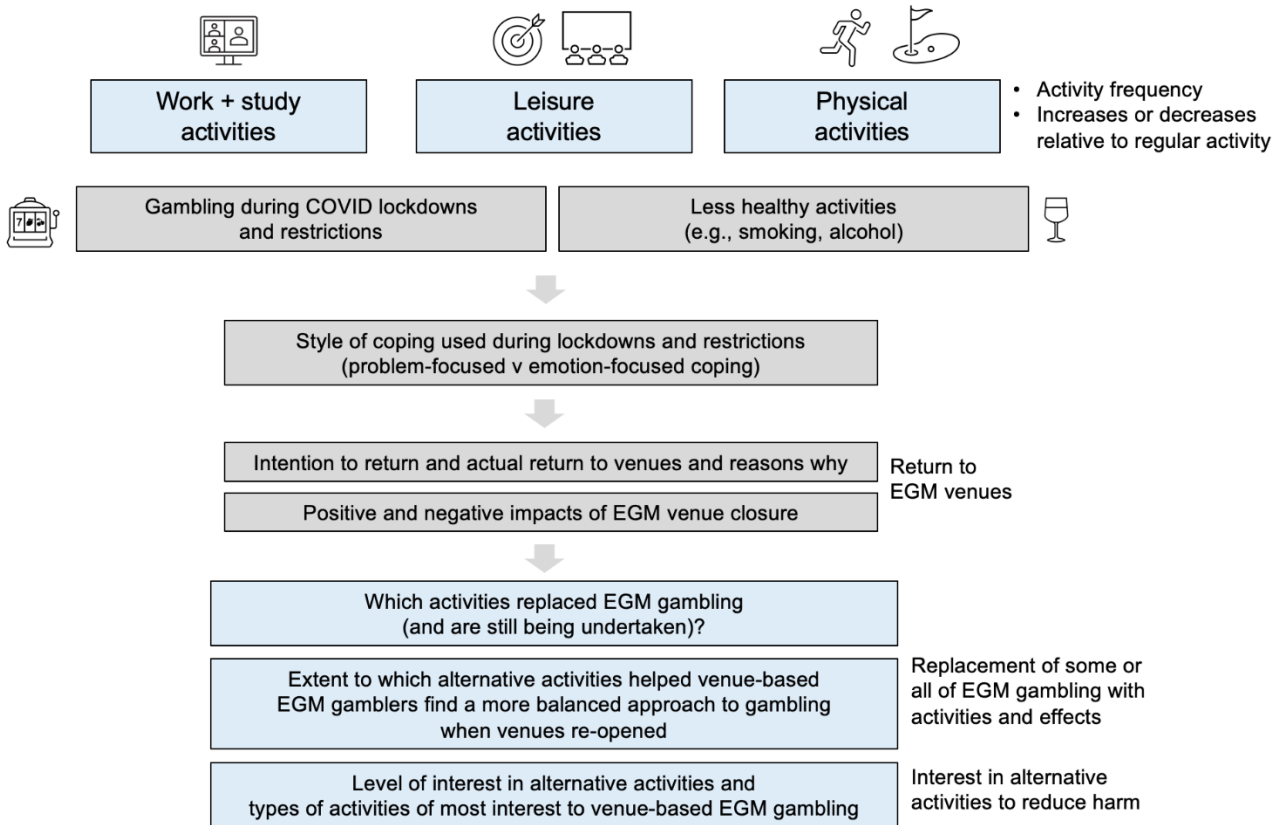 Work + study
activities
Leisure
activities
Physical
activities
• Activity frequency
• Increases or decreases
relative to regular activity
7
Gambling during COVID lockdowns
and restrictions
Less healthy activities
(e.g., smoking, alcohol)
Style of coping used during lockdowns and restrictions
(problem-focused v emotion-focused coping)
Intention to return and actual return to venues and reasons why
Positive and negative impacts of EGM venue closure
Return to
EGM venues
Which activities replaced EGM gambling
(and are still being undertaken)?
Extent to which alternative activities helped venue-based
EGM gamblers find a more balanced approach to gambling
when venues re-opened
Replacement of some or
all of EGM gambling with
activities and effects
Level of interest in alternative activities and
types of activities of most interest to venue-based EGM gambling
Interest in alternative
activities to reduce harm